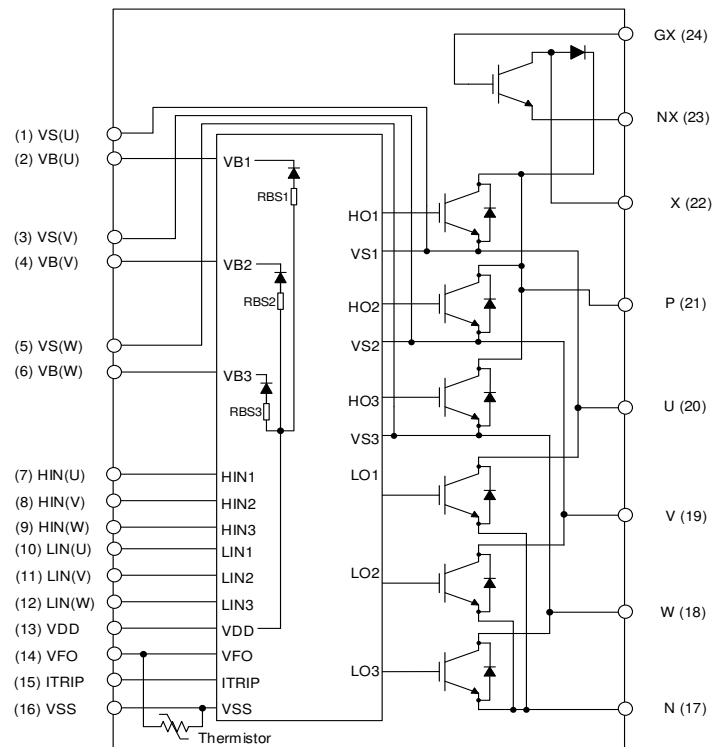 GX (24)
NX (23)
(1) VS(U)
(2) VB(U)
VB1
RBS1
X (22)
HO1
(3) VS(V)
VS1
(4) VB(V)
VB2
RBS2
HO2
P (21)
(5) VS(W)
VS2
(6) VB(W)
VB3
RBS3
HO3
U (20)
VS3
(7) HIN(U)
HIN1
LO1
(8) HIN(V)
HIN2
(9) HIN(W)
HIN3
V (19)
(10) LIN(U)
LIN1
(11) LIN(V)
LIN2
LO2
(12) LIN(W)
LIN3
W (18)
(13) VDD
VDD
(14) VFO
VFO
LO3
(15) ITRIP
ITRIP
(16) VSS
VSS
N (17)
Thermistor